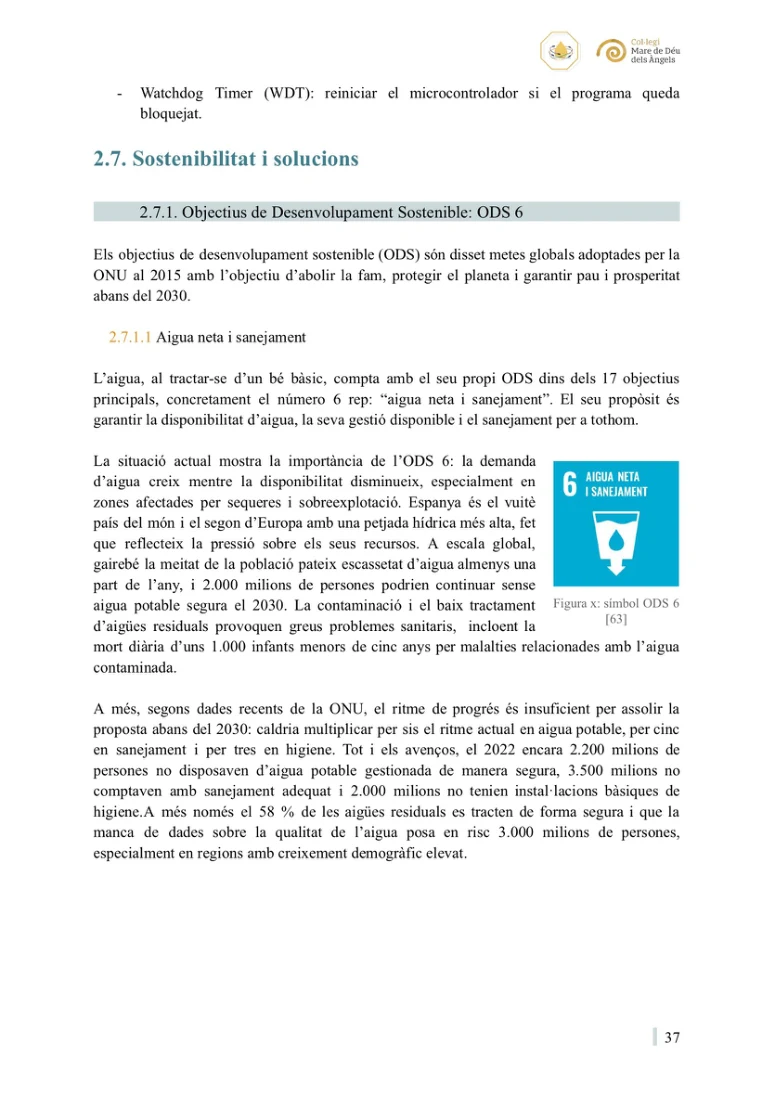 Col·legi
Mare de Déu
dels Àngels
- Watchdog Timer (WDT): reiniciar el microcontrolador si el programa queda
bloquejat.
2.7. Sostenibilitat i solucions
2.7.1. Objectius de Desenvolupament Sostenible: ODS 6
Els objectius de desenvolupament sostenible (ODS) són disset metes globals adoptades per la
ONU al 2015 amb l’objectiu d’abolir la fam, protegir el planeta i garantir pau i prosperitat
abans del 2030.
2.7.1.1 Aigua neta i sanejament
L’aigua, al tractar-se d’un bé bàsic, compta amb el seu propi ODS dins dels 17 objectius
principals, concretament el número 6 rep: “aigua neta i sanejament”. El seu propòsit és
garantir la disponibilitat d’aigua, la seva gestió disponible i el sanejament per a tothom.
La situació actual mostra la importància de l’ODS 6: la demanda
d’aigua creix mentre la disponibilitat disminueix, especialment en
zones afectades per sequeres i sobreexplotació. Espanya és el vuitè
país del món i el segon d’Europa amb una petjada hídrica més alta, fet
que reflecteix la pressió sobre els seus recursos. A escala global,
gairebé la meitat de la població pateix escassetat d’aigua almenys una
part de l’any, i 2.000 milions de persones podrien continuar sense
aigua potable segura el 2030. La contaminació i el baix tractament
d’aigües residuals provoquen greus problemes sanitaris, incloent la
mort diària d’uns 1.000 infants menors de cinc anys per malalties relacionades amb l’aigua
contaminada.
6 AIGUA NETA
I SANEJAMENT
Figura x: símbol ODS 6
[63]
A més, segons dades recents de la ONU, el ritme de progrés és insuficient per assolir la
proposta abans del 2030: caldria multiplicar per sis el ritme actual en aigua potable, per cinc
en sanejament i per tres en higiene. Tot i els avenços, el 2022 encara 2.200 milions de
persones no disposaven d’aigua potable gestionada de manera segura, 3.500 milions no
comptaven amb sanejament adequat i 2.000 milions no tenien instal·lacions bàsiques de
higiene.A més només el 58 % de les aigües residuals es tracten de forma segura i que la
manca de dades sobre la qualitat de l’aigua posa en risc 3.000 milions de persones,
especialment en regions amb creixement demogràfic elevat.
37